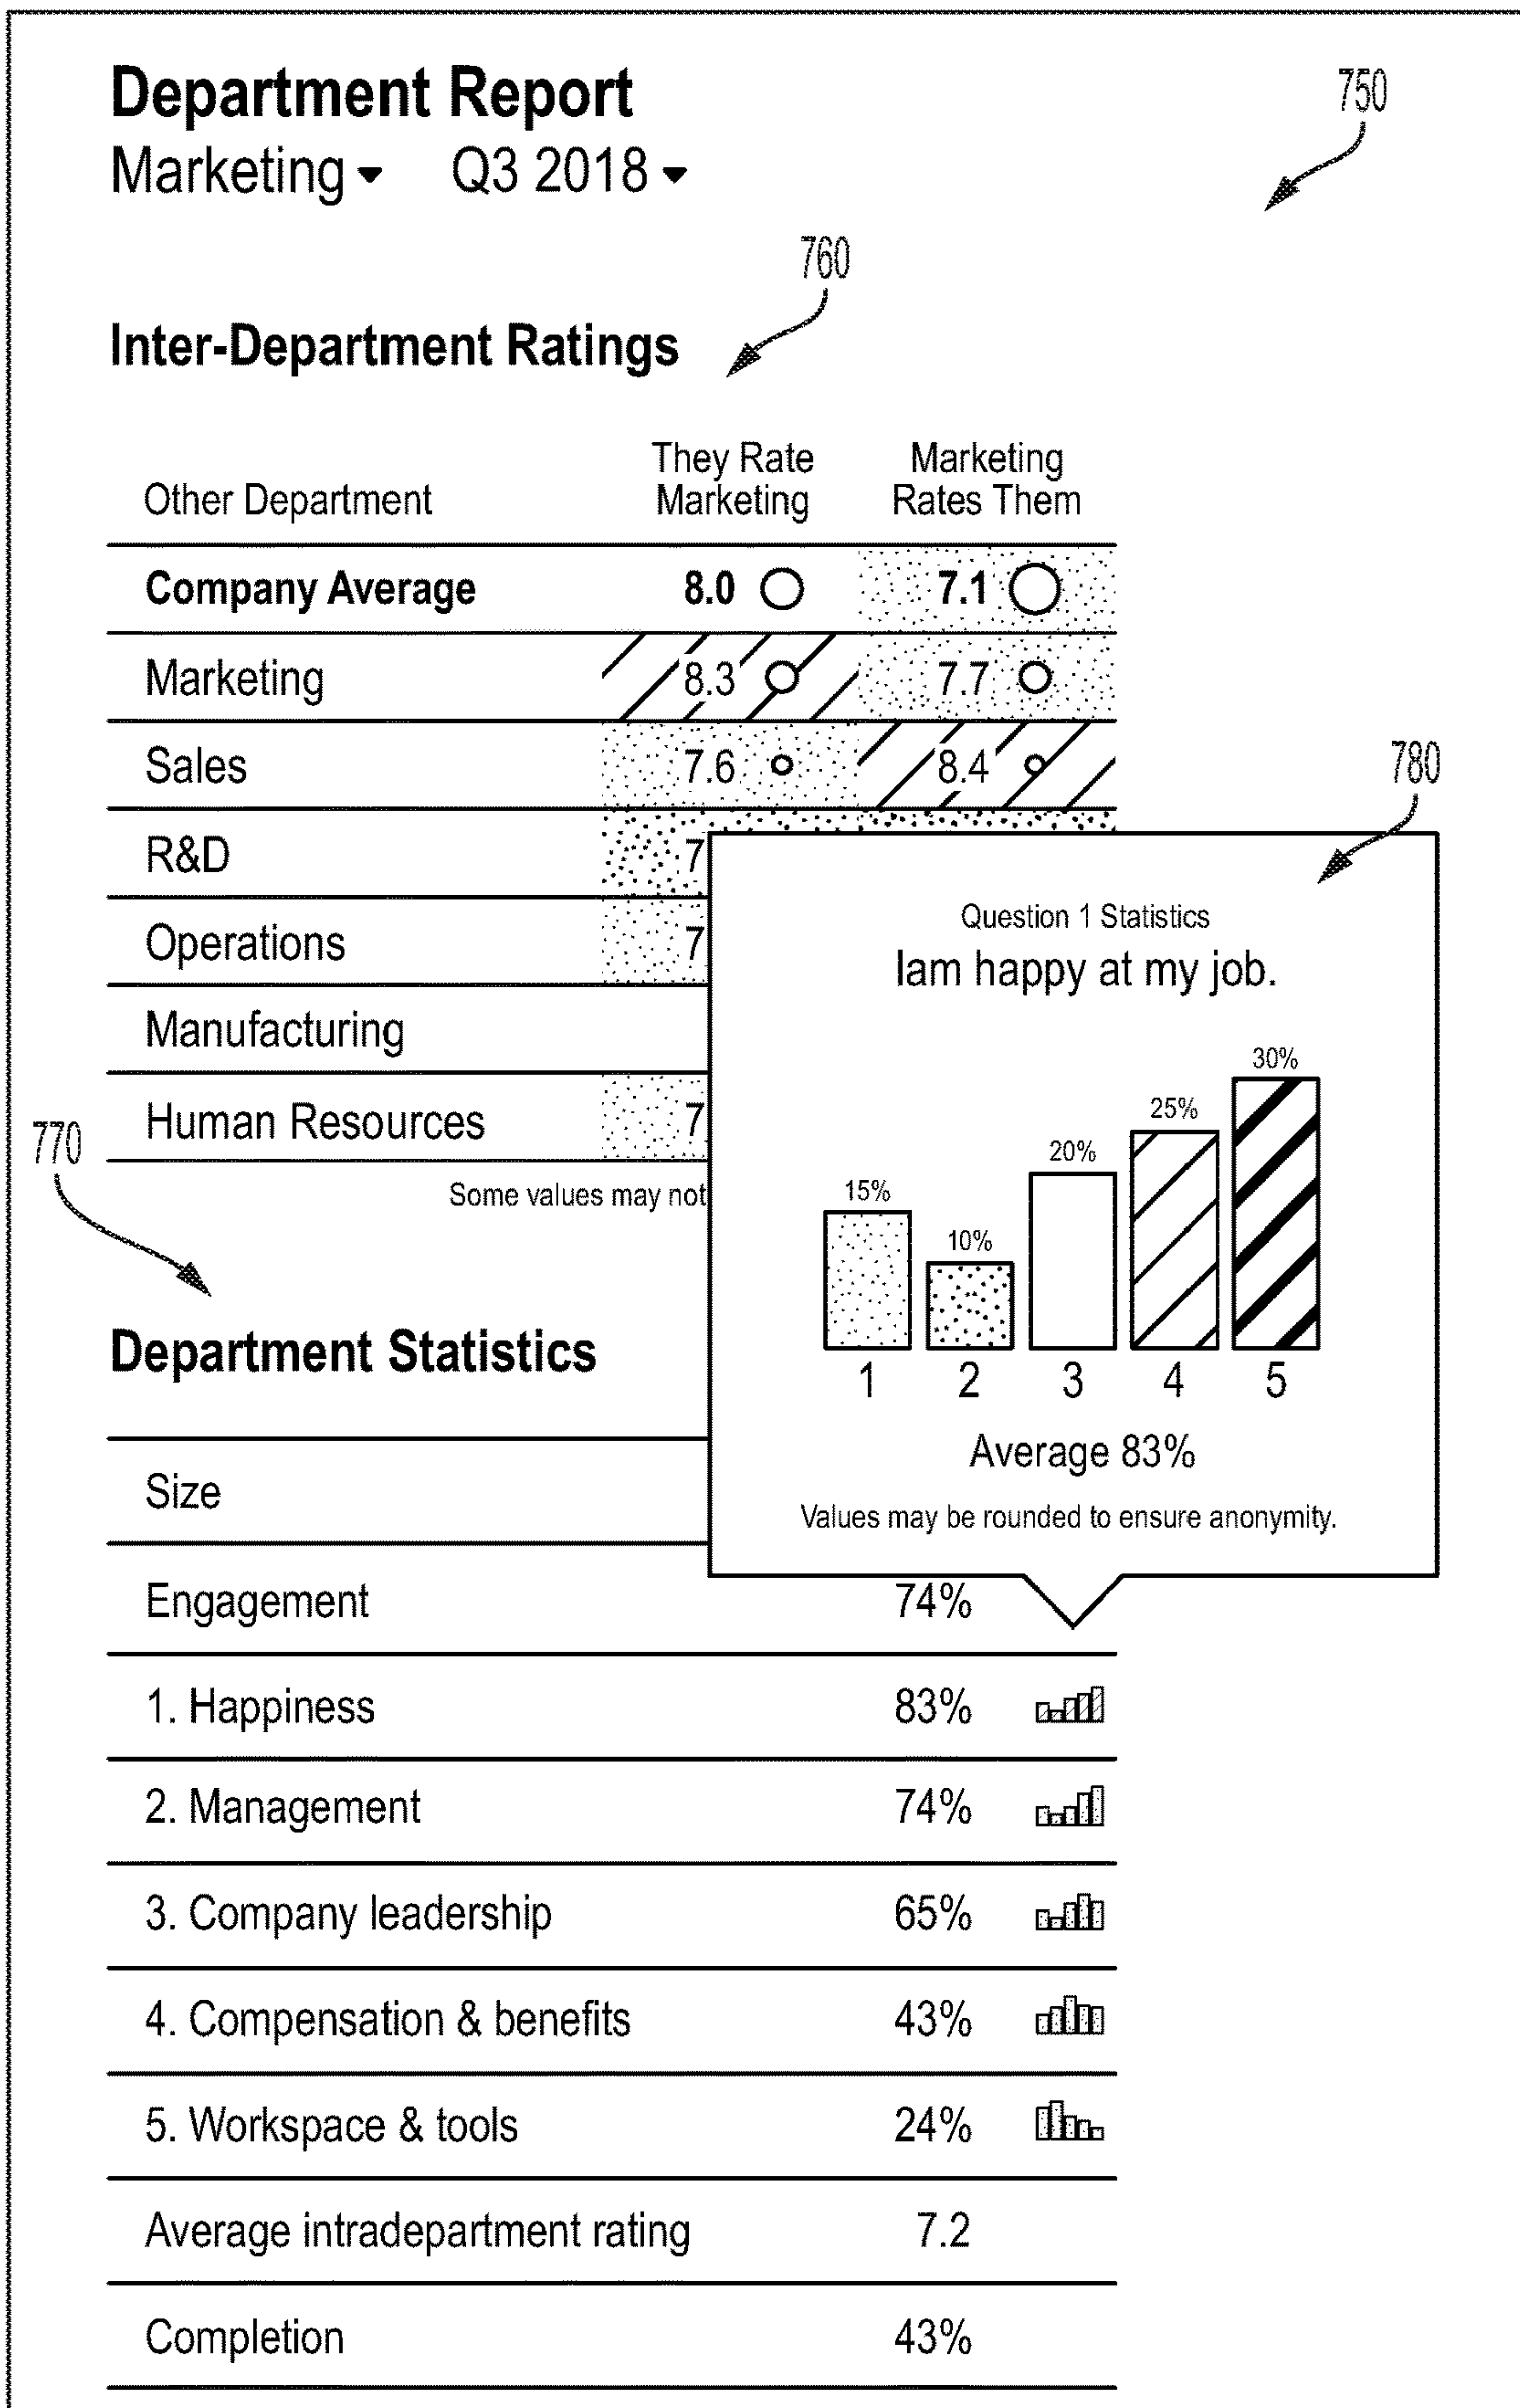 Department Report
750
Marketing Q3 2018
760
Inter-Department Ratings
Other Department They Rate Marketing Marketing Rates Them
Company Average 8.0 7.1
Marketing 8.3 7.7
Sales 7.6 8.4
780
R&D 7
Operations 7
Manufacturing
Human Resources 7
770
Some values may not
Question 1 Statistics
Iam happy at my job.
30%
25%
20%
15%
10%
1 2 3 4 5
Average 83%
Values may be rounded to ensure anonymity.
Department Statistics
Size
Engagement 74%
1. Happiness 83%
2. Management 74%
3. Company leadership 65%
4. Compensation & benefits 43%
5. Workspace & tools 24%
Average intradepartment rating 7.2
Completion 43%